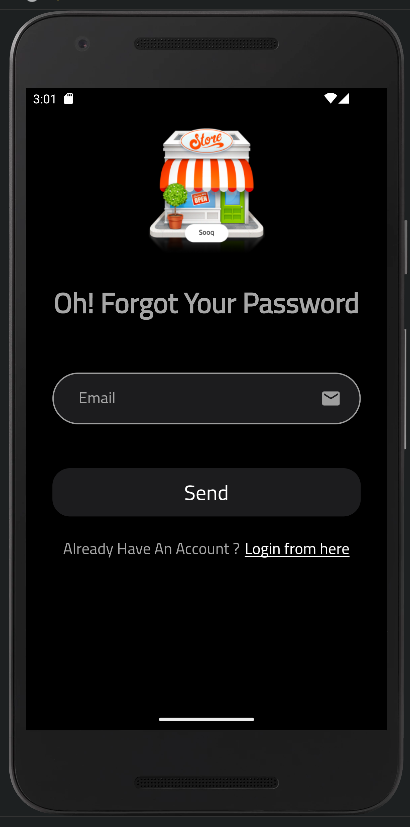 3:01
Store
OPEN
Sooq
Oh! Forgot Your Password
Email
Send
Already Have An Account ? Login from here